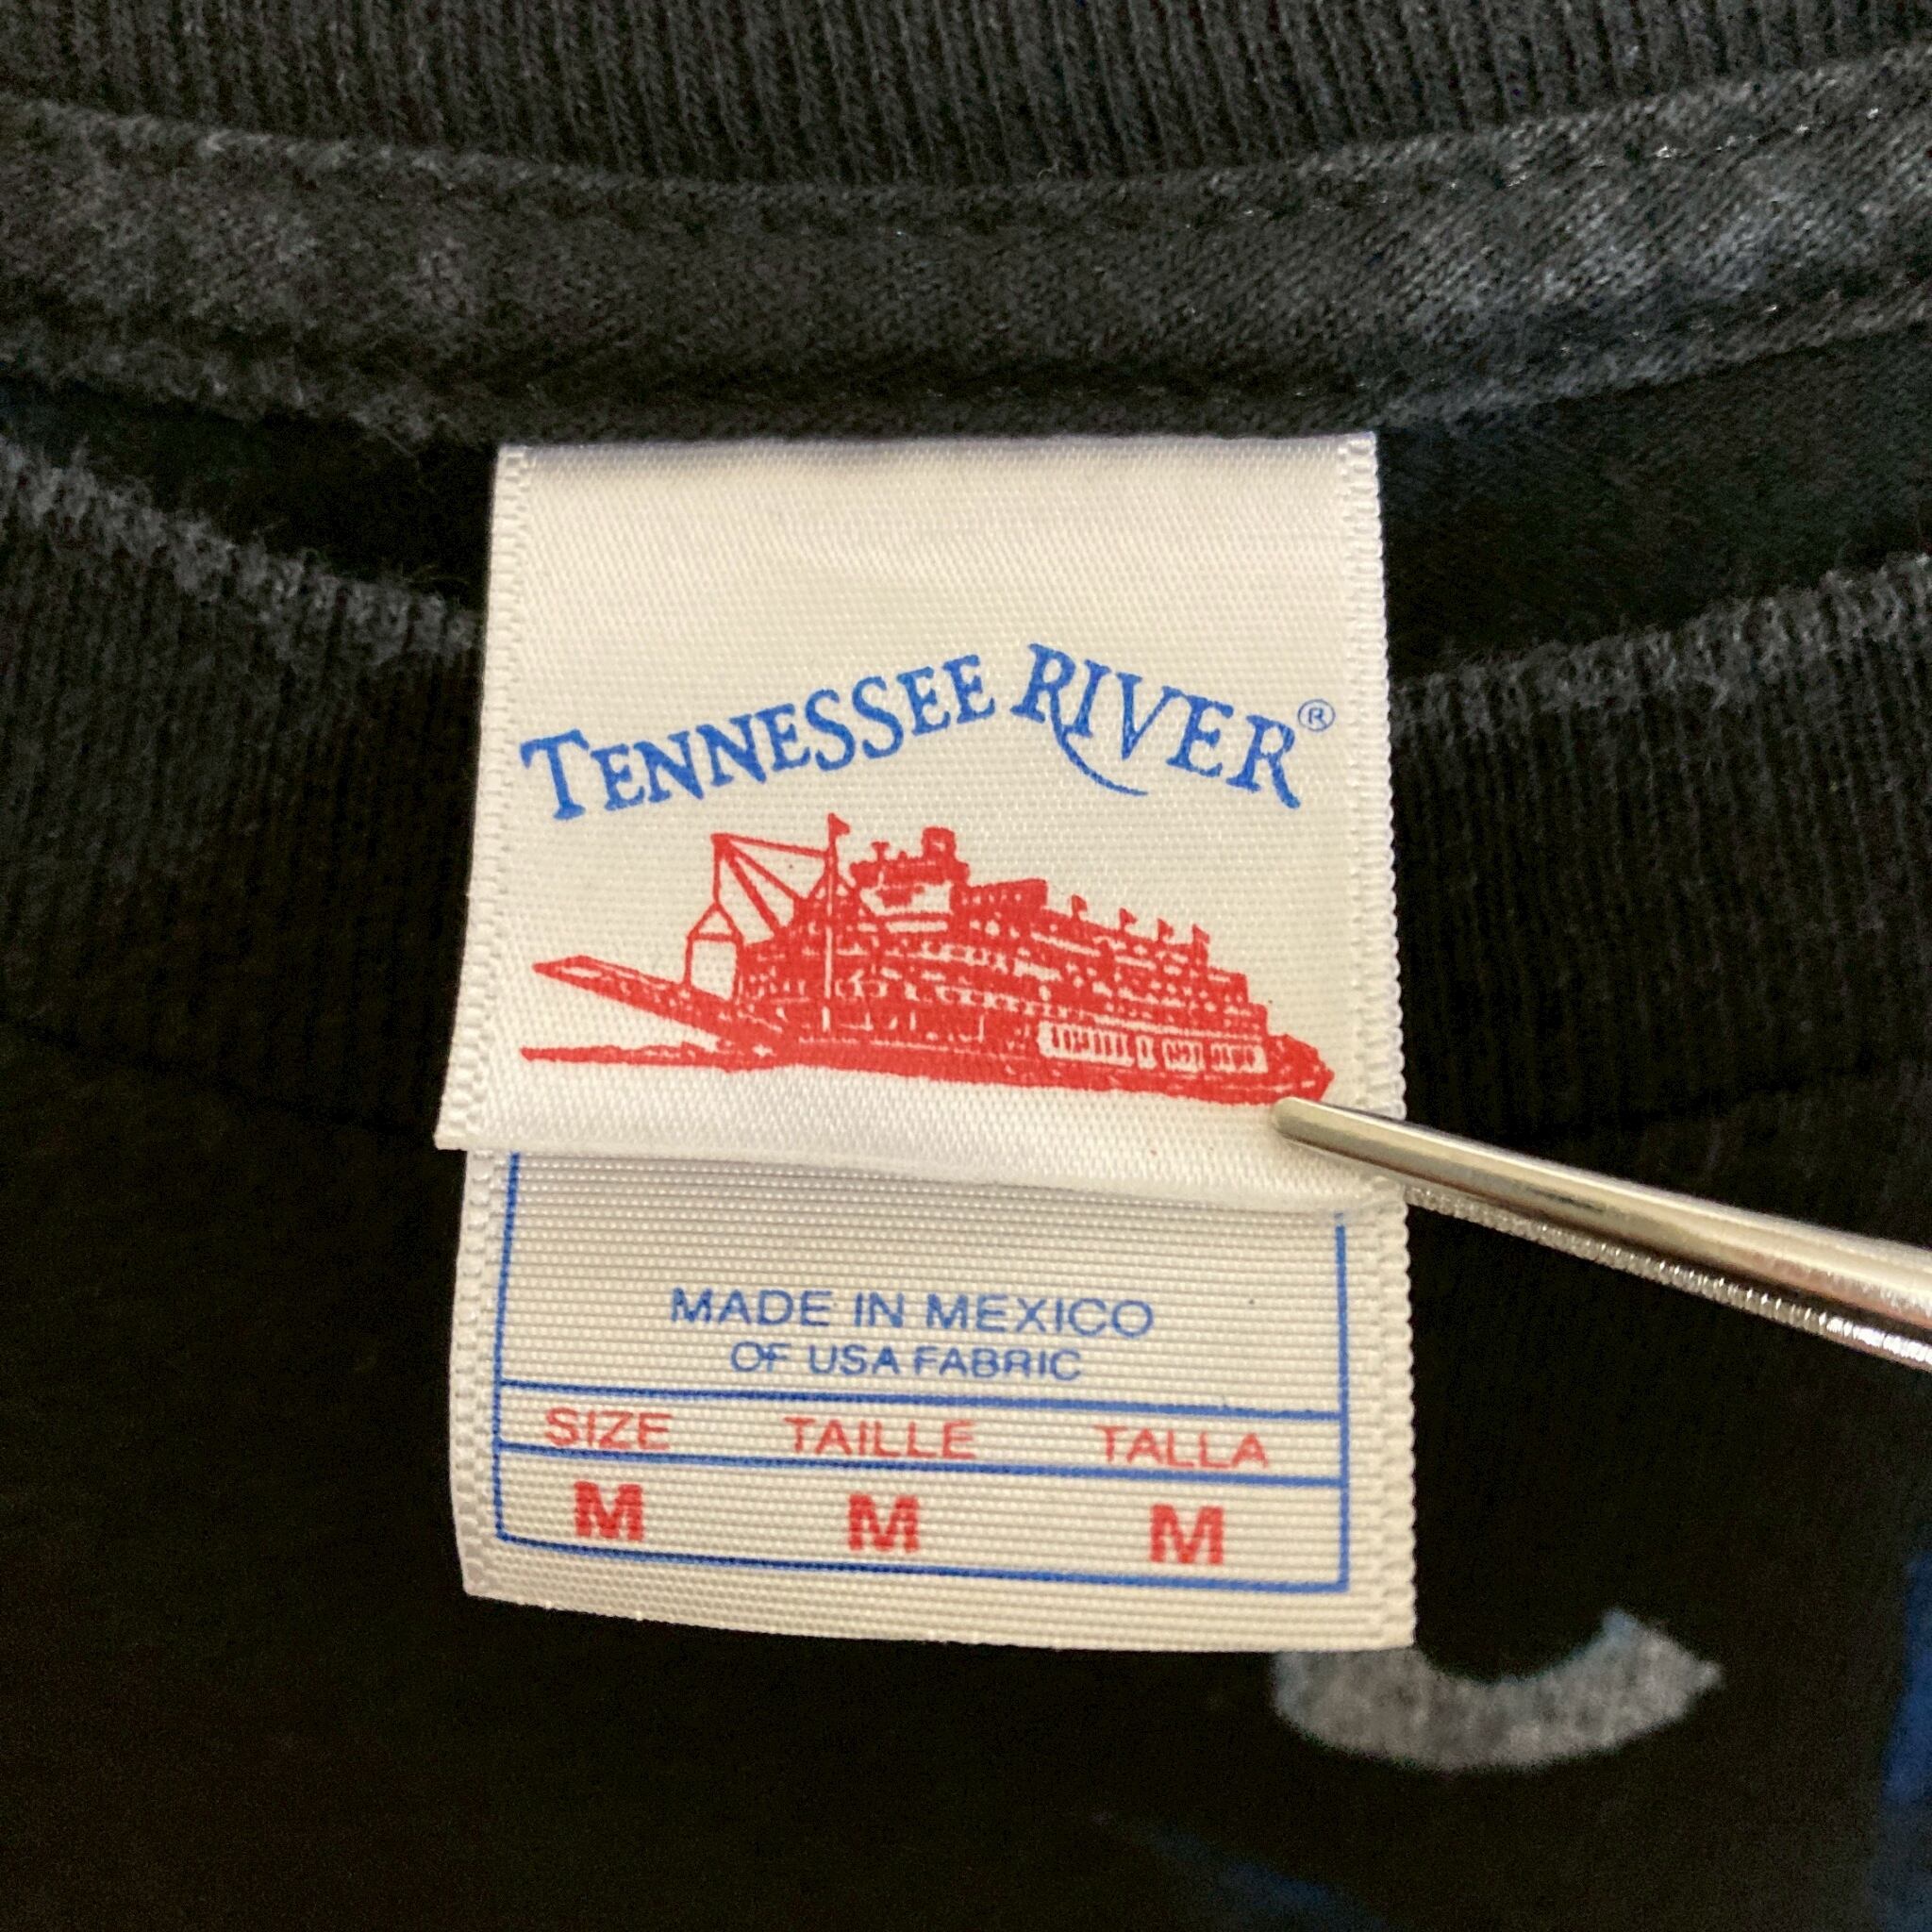 TENNESSEE RIVER®
MADE IN MEXICO
OF USA FABRIC
SIZE TAILLE TALLA
M M M